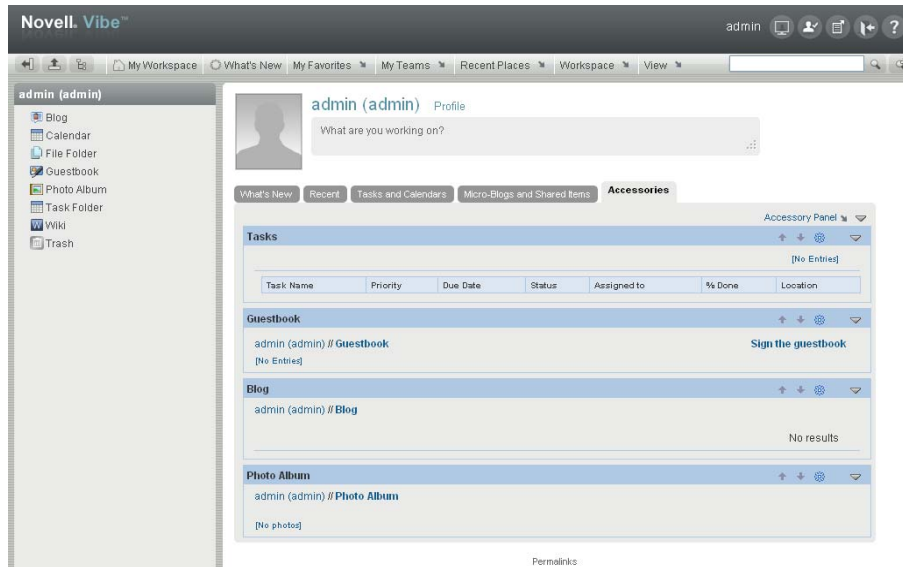 Novell. Vibe™
admin ?
My Workspace What's New My Favorites My Teams Recent Places Workspace View
admin (admin)
Blog
Calendar
File Folder
Guestbook
Photo Album
Task Folder
Wiki
Trash
admin (admin) Profile
What are you working on?
What's New Recent Tasks and Calendars Micro-Blogs and Shared Items Accessories
Accessory Panel
Tasks
[No Entries]
Task Name Priority Due Date Status Assigned to % Done Location
Guestbook
admin (admin) // Guestbook Sign the guestbook
[No Entries]
Blog
admin (admin) // Blog
No results
Photo Album
admin (admin) // Photo Album
[No photos]
Permalinks